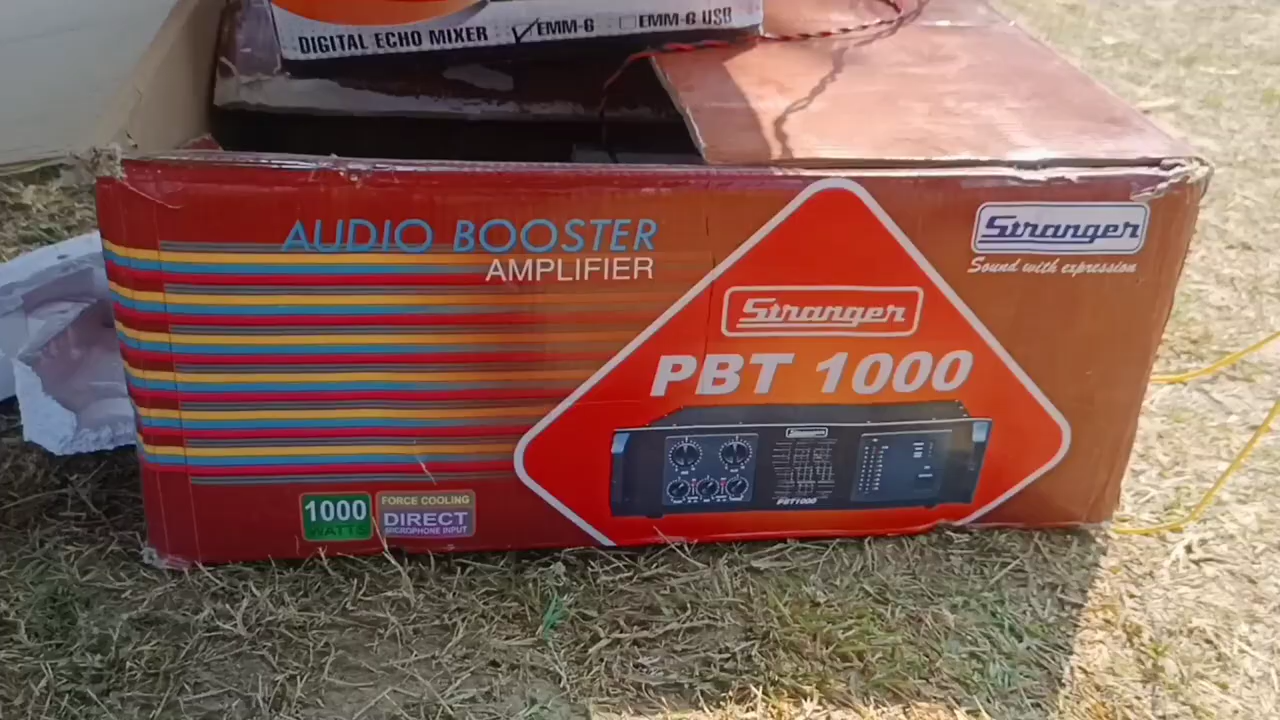 DIGITAL ECHO MIXER EMM-6 EMM-6 USB
AUDIO BOOSTER
AMPLIFIER
Stranger
Sound with expression
Stranger
PBT 1000
Stranger
PBT1000
1000
WATTS
FORCE COOLING
DIRECT
MICROPHONE INPUT